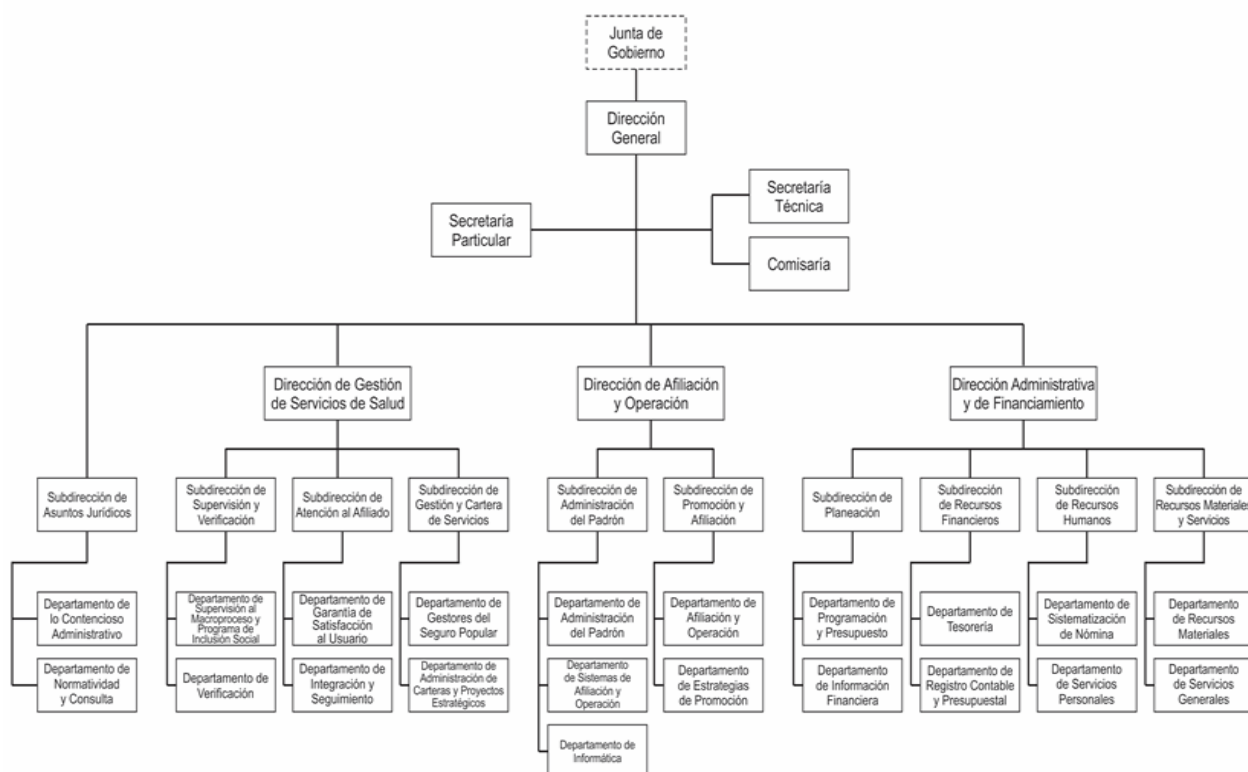 Junta de
Gobierno
Dirección
General
Secretaría
Técnica
Secretaría
Particular
Comisaría
Dirección de Gestión
de Servicios de Salud
Dirección de Afiliación
y Operación
Dirección Administrativa
y de Financiamiento
Subdirección de
Asuntos Jurídicos
Subdirección de
Supervisión y
Verificación
Subdirección de
Atención al Afiliado
Subdirección de
Gestión y Cartera
de Servicios
Subdirección de
Administración
del Padrón
Subdirección de
Promoción y
Afiliación
Subdirección de
Planeación
Subdirección
de Recursos
Financieros
Subdirección
de Recursos
Humanos
Subdirección de
Recursos Materiales
y Servicios
Departamento de
lo Contencioso
Administrativo
Departamento de
Supervisión al
Macroproceso y
Programa de
Inclusión Social
Departamento de
Garantía de
Satisfacción
al Usuario
Departamento de
Gestores del
Seguro Popular
Departamento de
Administración
del Padrón
Departamento de
Afiliación y
Operación
Departamento de
Programación
y Presupuesto
Departamento de
Tesorería
Departamento de
Sistematización
de Nómina
Departamento
de Recursos
Materiales
Departamento de
Normatividad
y Consulta
Departamento de
Verificación
Departamento de
Integración y
Seguimiento
Departamento de
Administración de
Carteras y Proyectos
Estratégicos
Departamento
de Sistemas de
Afiliación y
Operación
Departamento
de Estrategias
de Promoción
Departamento
de Información
Financiera
Departamento de
Registro Contable
y Presupuestal
Departamento
de Servicios
Personales
Departamento
de Servicios
Generales
Departamento de
Informática